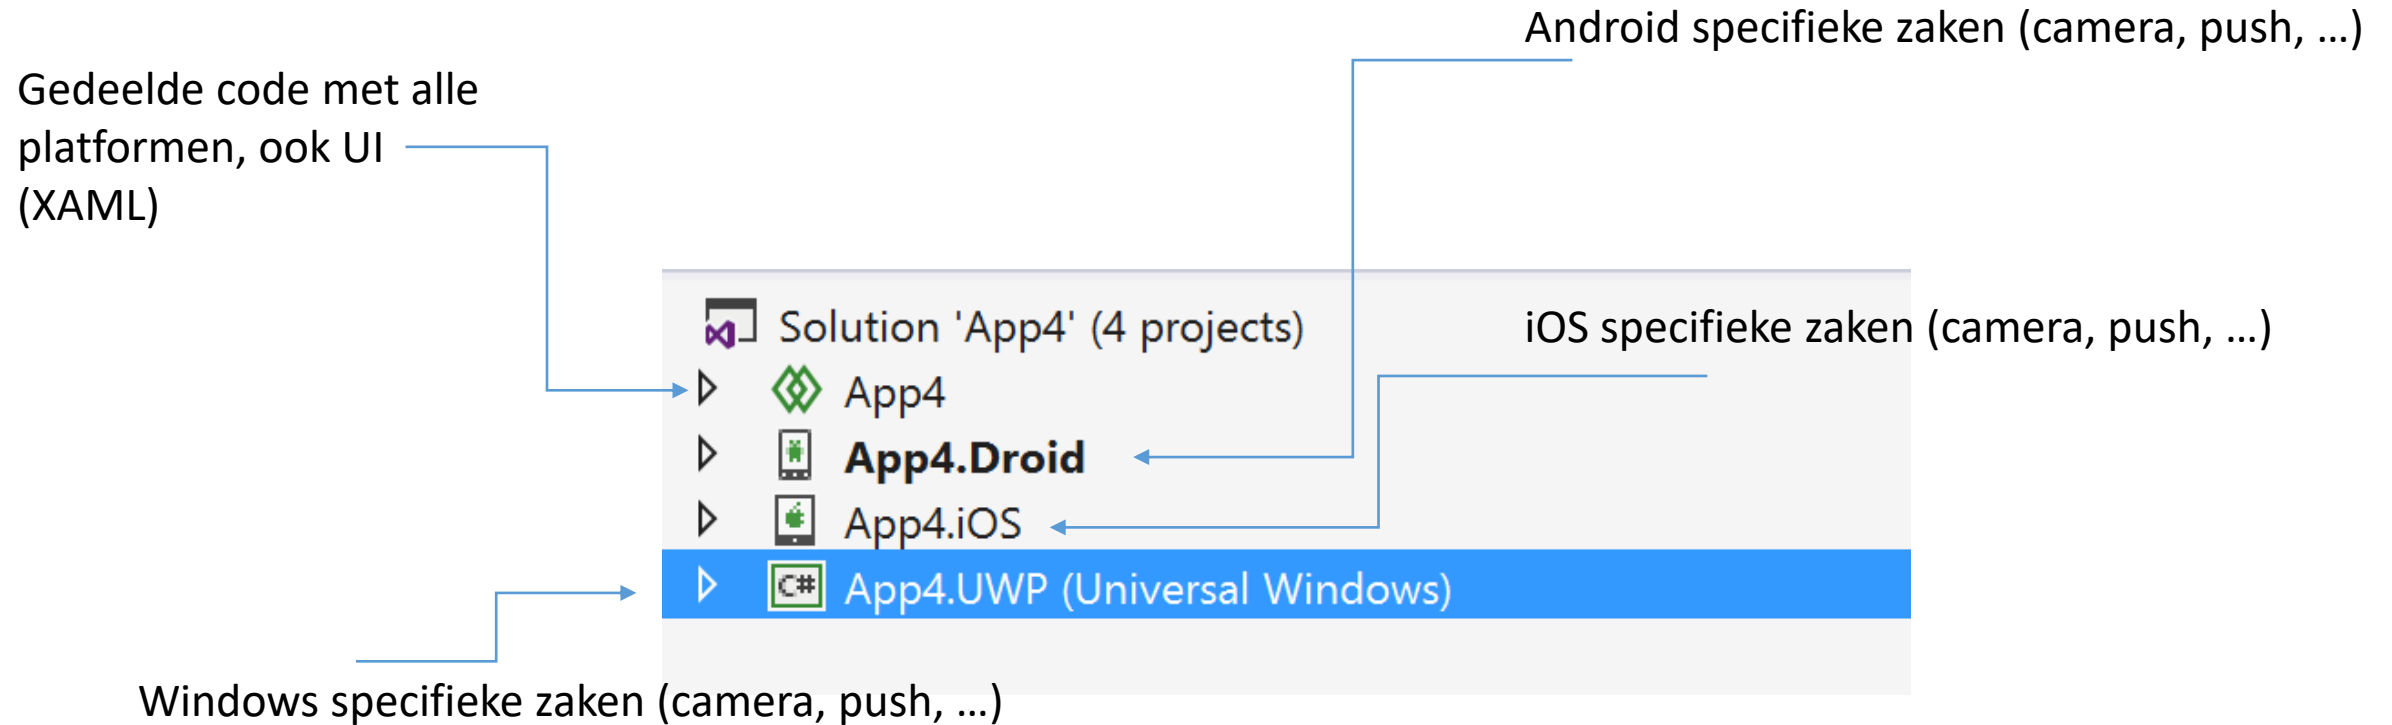 Android specifieke zaken (camera, push, …)
Gedeelde code met alle
platformen, ook UI
(XAML)
Solution 'App4' (4 projects)
iOS specifieke zaken (camera, push, …)
App4
App4.Droid
App4.iOS
C# App4.UWP (Universal Windows)
Windows specifieke zaken (camera, push, …)